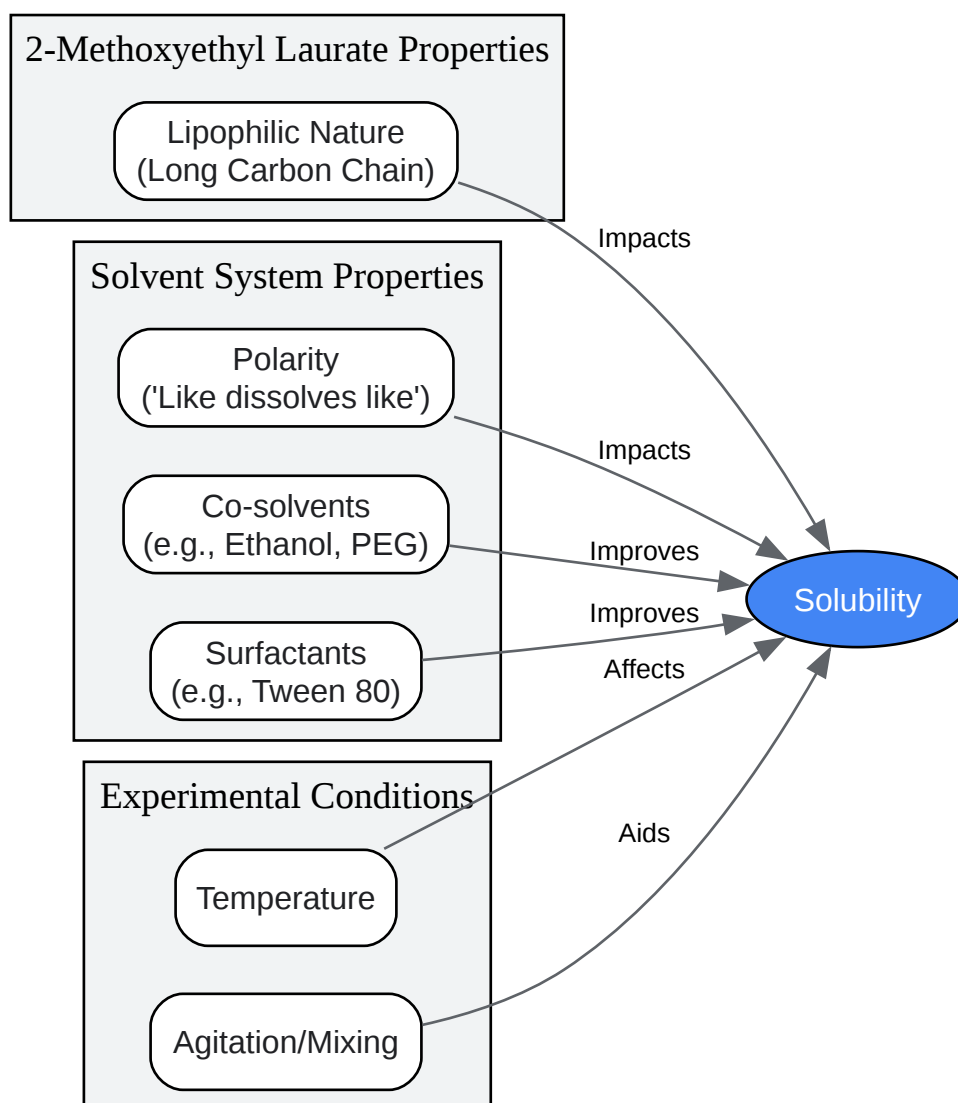 2-Methoxyethyl Laurate Properties
Lipophilic Nature
(Long Carbon Chain)
Impacts
Solvent System Properties
Polarity
('Like dissolves like')
Impacts
Co-solvents
(e.g., Ethanol, PEG)
Improves
Solubility
Improves
Surfactants
(e.g., Tween 80)
Affects
Experimental Conditions
Aids
Temperature
Agitation/Mixing